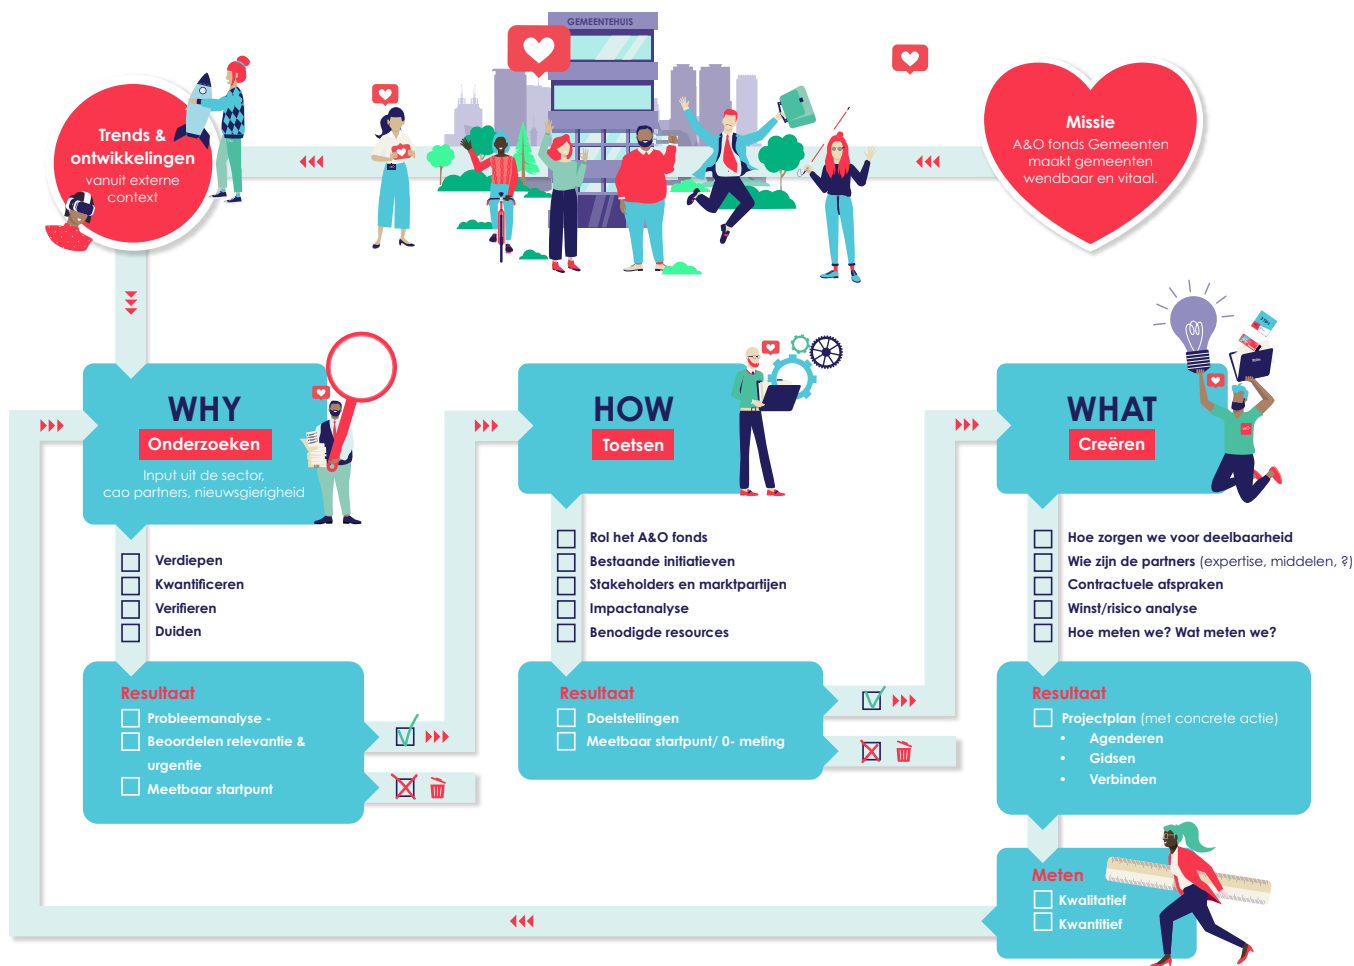 GEMEENTEHUIS
Trends &
ontwikkelingen
vanuit externe
context
Missie
A&O fonds Gemeenten
maakt gemeenten
wendbaar en vitaal.
WHY
Onderzoeken
Input uit de sector,
cao partners, nieuwsgierigheid
Verdiepen
Kwantificeren
Verifieren
Duiden
Resultaat
Probleemanalyse -
Beoordelen relevantie &
urgentie
Meetbaar startpunt
HOW
Toetsen
Rol het A&O fonds
Bestaande initiatieven
Stakeholders en marktpartijen
Impactanalyse
Benodigde resources
Resultaat
Doelstellingen
Meetbaar startpunt/ 0- meting
WHAT
Creëren
Hoe zorgen we voor deelbaarheid
Wie zijn de partners (expertise, middelen, ?)
Contractuele afspraken
Winst/risico analyse
Hoe meten we? Wat meten we?
Resultaat
Projectplan (met concrete actie)
• Agenderen
• Gidsen
• Verbinden
Meten
Kwalitatief
Kwantitief